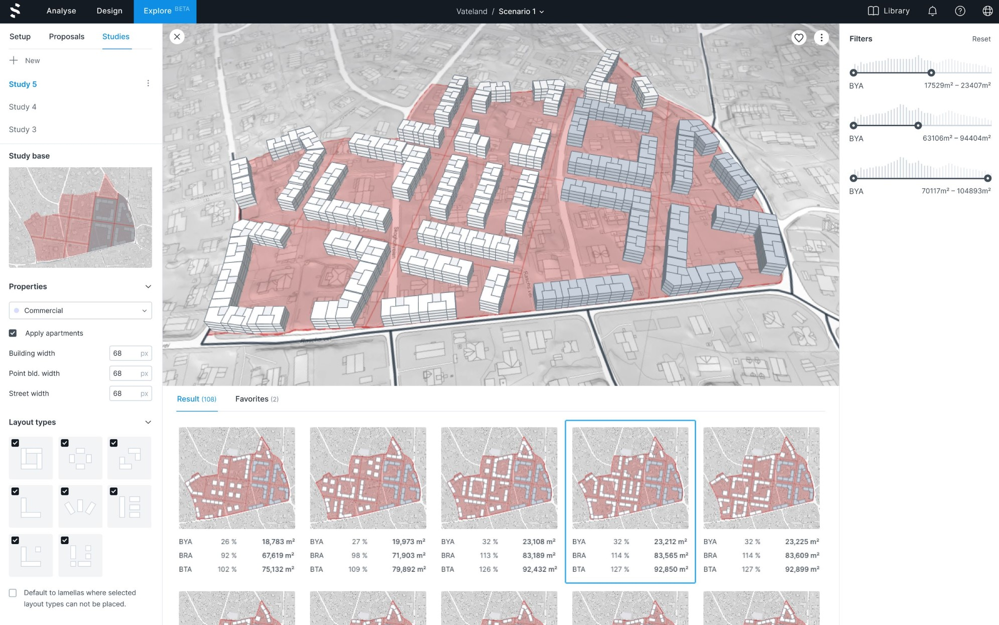 Analyse
Design
Explore BETA
Vateland / Scenario 1
Library
Setup
Proposals
Studies
New
Study 5
Study 4
Study 3
Study base
Properties
Commercial
Apply apartments
Building width 68 px
Point bld. width 68 px
Street width 68 px
Layout types
Default to lamellas where selected
layout types can not be placed.
Skogholtveien
Raschs vei
Raschs vei
vei
Filters
Reset
BYA 17529m² – 23407m²
BYA 63106m² – 94404m²
BYA 70117m² – 104893m²
Result (108)
Favorites (2)
BYA 26 % 18,783 m²
BRA 92 % 67,619 m²
BTA 102 % 75,132 m²
BYA 27 % 19,973 m²
BRA 98 % 71,903 m²
BTA 109 % 79,892 m²
BYA 32 % 23,108 m²
BRA 113 % 83,189 m²
BTA 126 % 92,432 m²
BYA 32 % 23,212 m²
BRA 114 % 83,565 m²
BTA 127 % 92,850 m²
BYA 32 % 23,225 m²
BRA 114 % 83,609 m²
BTA 127 % 92,899 m²